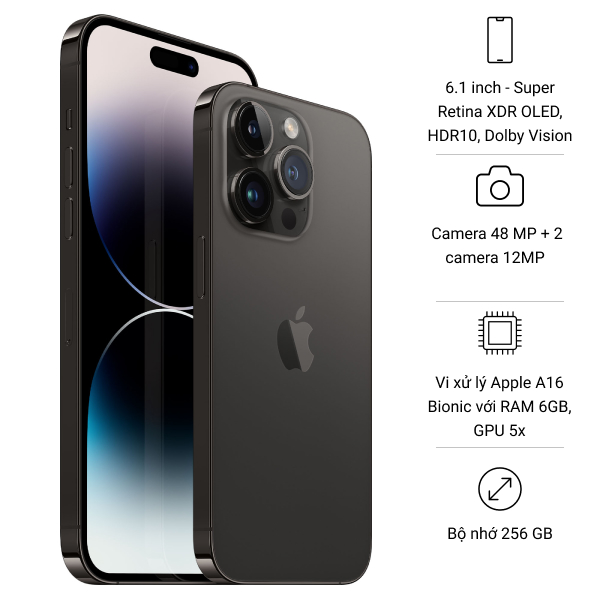 6.1 inch - Super
Retina XDR OLED,
HDR10, Dolby Vision
Camera 48 MP + 2
camera 12MP
Vi xử lý Apple A16
Bionic với RAM 6GB,
GPU 5x
Bộ nhớ 256 GB